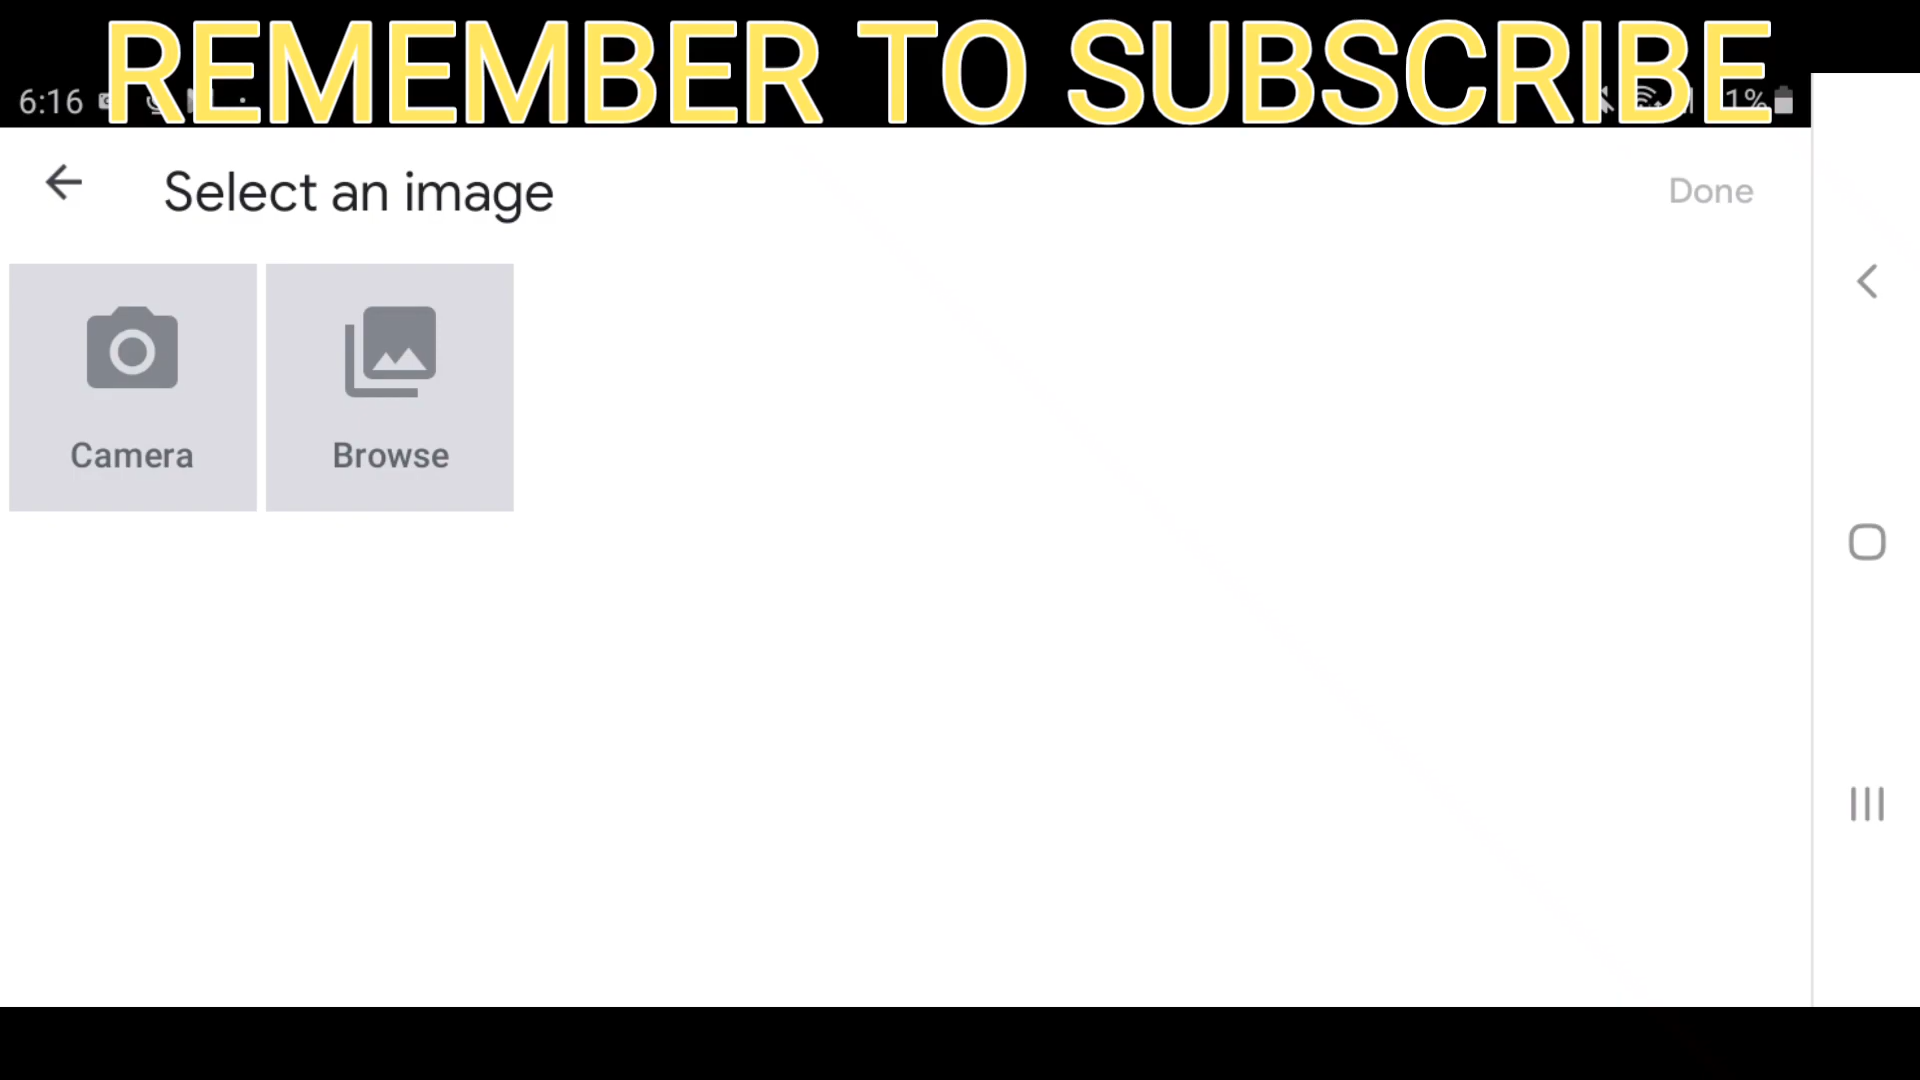 REMEMBER TO SUBSCRIBE
6:16
Select an image
Done
Camera
Browse